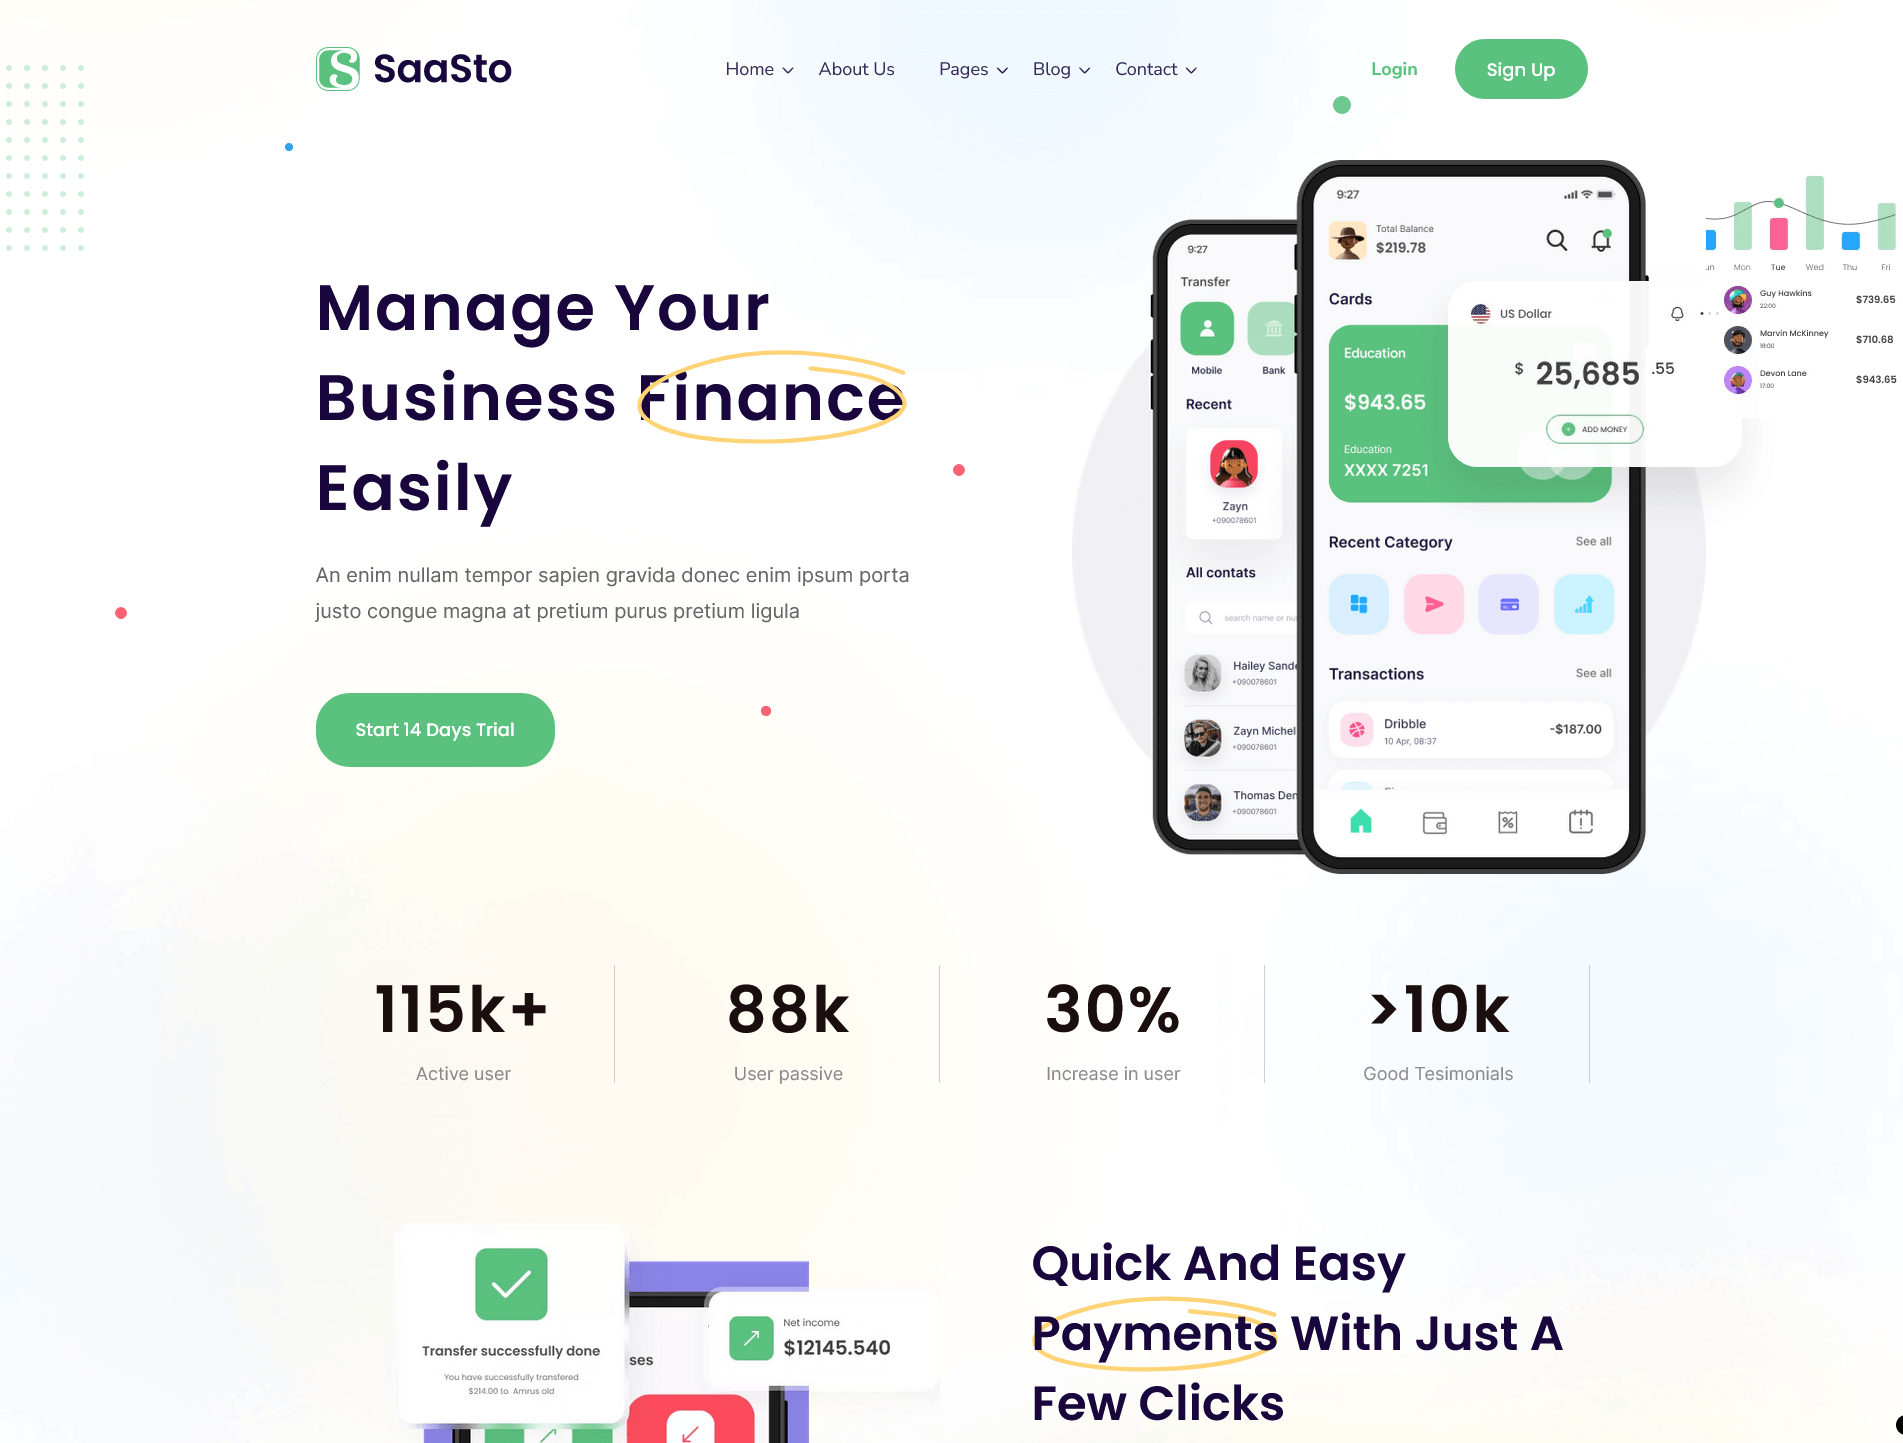 SaaSto
Home
About Us
Pages
Blog
Contact
Login
Sign Up
Manage Your
Business Finance
Easily
An enim nullam tempor sapien gravida donec enim ipsum porta
justo congue magna at pretium purus pretium ligula
Start 14 Days Trial
9:27
Transfer
Mobile
Bank
Recent
Zayn
+090078601
All contats
search name or nu
Hailey Sande
+090078601
Zayn Michel
+090078601
Thomas Den
+090078601
9:27
Total Balance
$219.78
Cards
Education
$943.65
Education
XXXX 7251
US Dollar
$ 25,685 .55
ADD MONEY
Recent Category
See all
Transactions
See all
Dribble
10 Apr, 08:37
-$187.00
Mon Tue Wed Thu Fri
Guy Hawkins
22:00
$739.65
Marvin McKinney
18:00
$710.68
Devon Lane
17:00
$943.65
115k+
Active user
88k
User passive
30%
Increase in user
>10k
Good Tesimonials
Transfer successfully done
You have successfully transfered
$214.00 to Amrus old
ses
Net income
$12145.540
Quick And Easy
Payments With Just A
Few Clicks